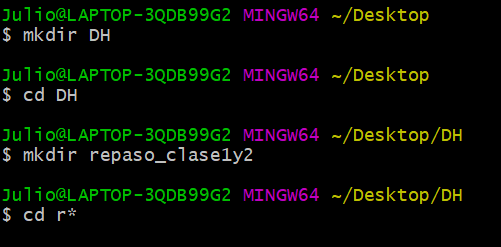 Julio@LAPTOP-3QDB99G2 MINGW64 ~/Desktop
$ mkdir DH
Julio@LAPTOP-3QDB99G2 MINGW64 ~/Desktop
$ cd DH
Julio@LAPTOP-3QDB99G2 MINGW64 ~/Desktop/DH
$ mkdir repaso_clase1y2
Julio@LAPTOP-3QDB99G2 MINGW64 ~/Desktop/DH
$ cd r*